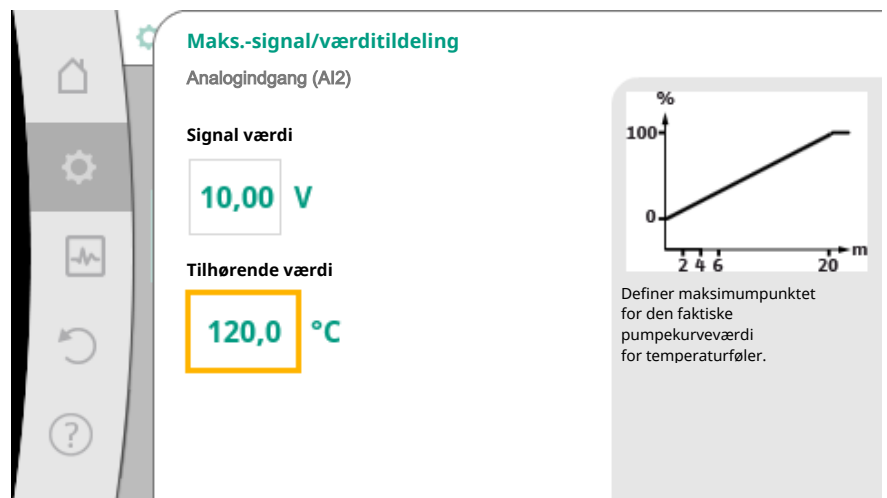 Maks.-signal/værditildeling
Analogindgang (AI2)
Signal værdi
10,00 V
Tilhørende værdi
120,0 °C
%
100
0
2 4 6 20 m
Definer maksimumpunktet
for den faktiske
pumpekurveværdi
for temperaturføler.
?